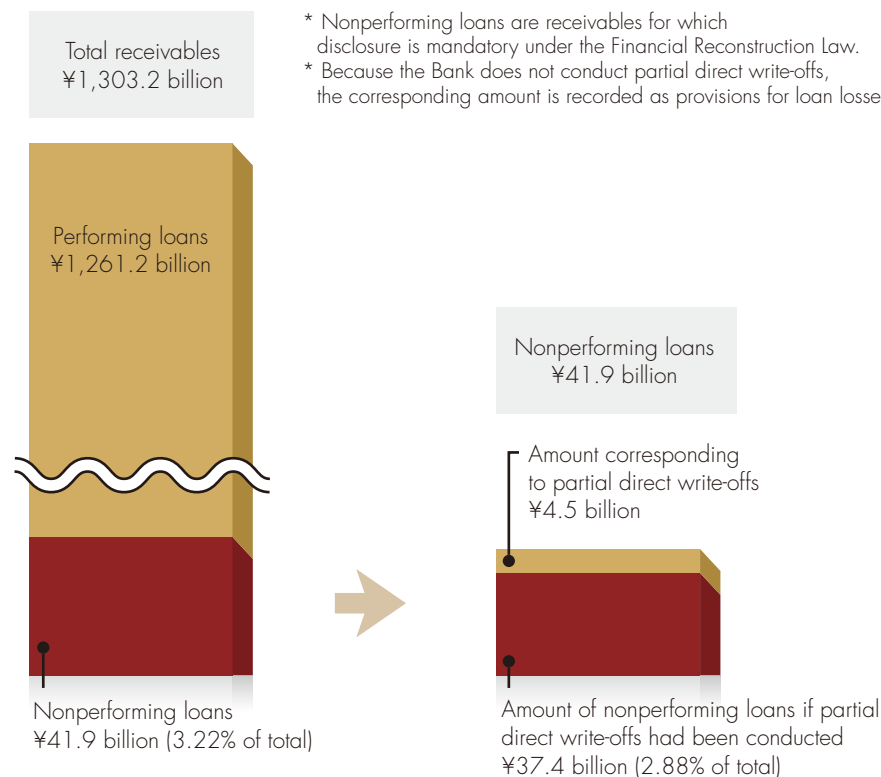 Total receivables
¥1,303.2 billion
* Nonperforming loans are receivables for which
disclosure is mandatory under the Financial Reconstruction Law.
* Because the Bank does not conduct partial direct write-offs,
the corresponding amount is recorded as provisions for loan losse
Performing loans
¥1,261.2 billion
Nonperforming loans
¥41.9 billion (3.22% of total)
Nonperforming loans
¥41.9 billion
Amount corresponding
to partial direct write-offs
¥4.5 billion
Amount of nonperforming loans if partial
direct write-offs had been conducted
¥37.4 billion (2.88% of total)